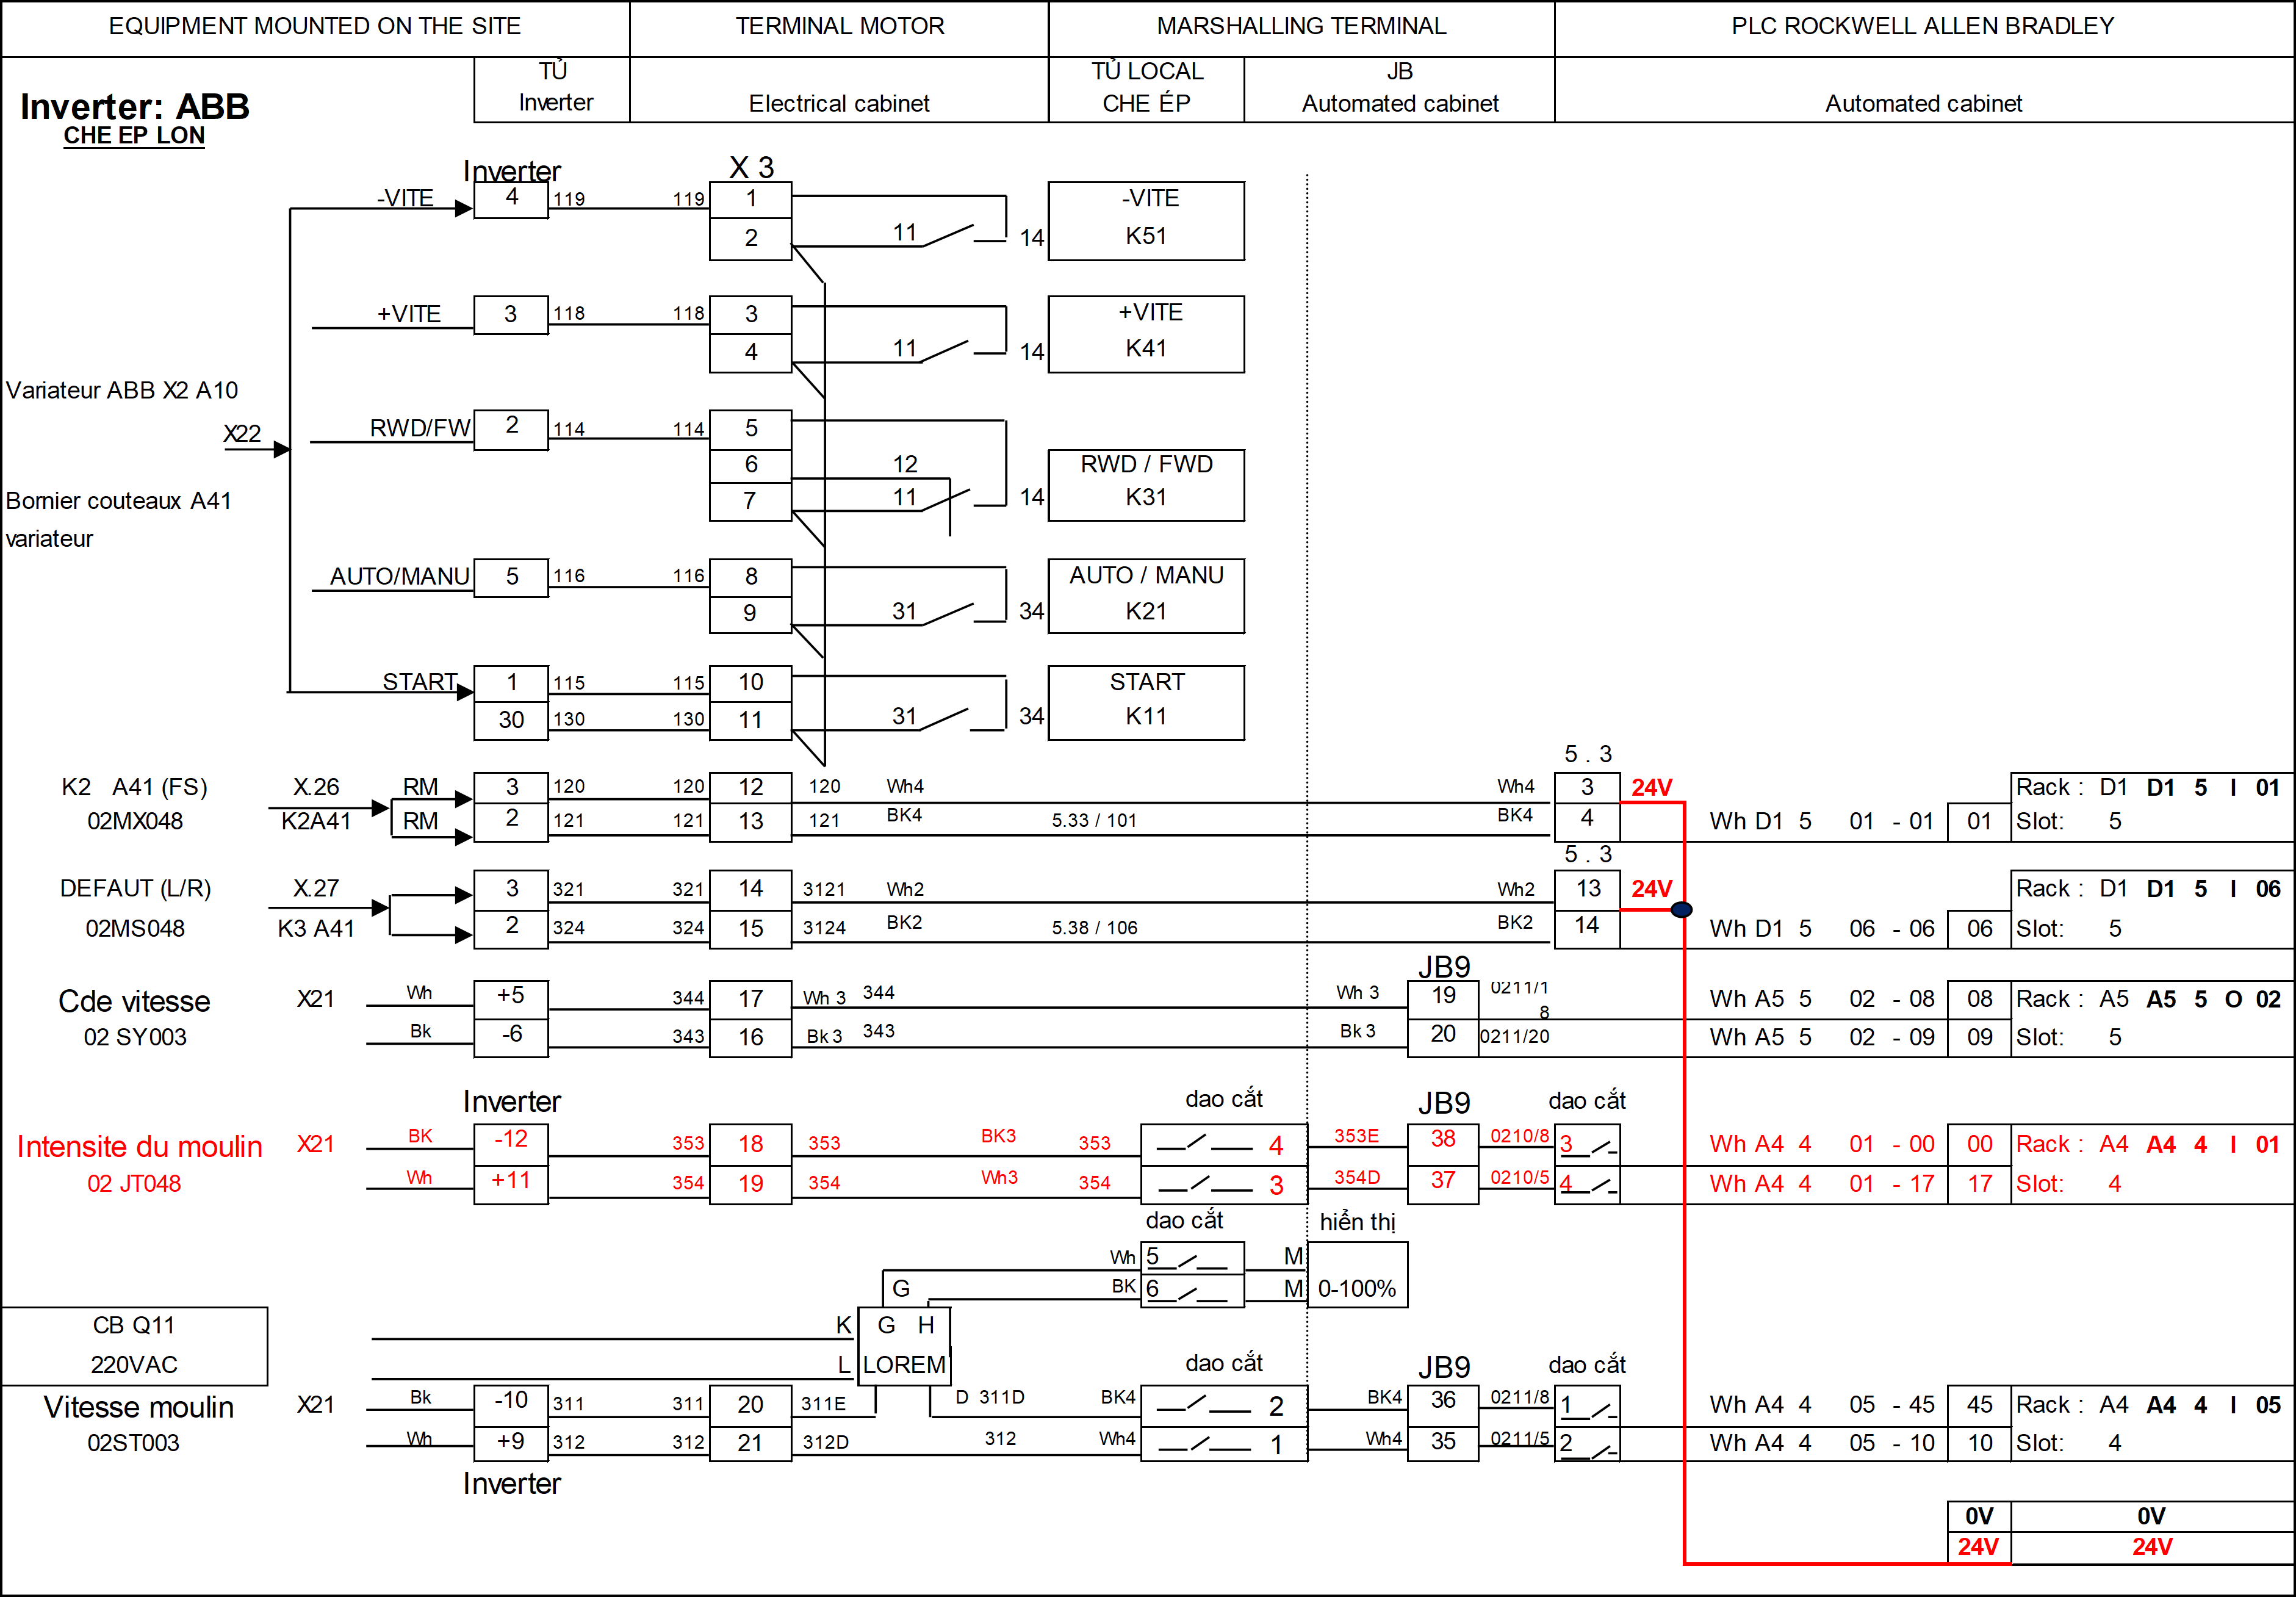 EQUIPMENT MOUNTED ON THE SITE TERMINAL MOTOR MARSHALLING TERMINAL PLC ROCKWELL ALLEN BRADLEY
TỦ TỦ LOCAL JB
Inverter Electrical cabinet CHE ÉP Automated cabinet Automated cabinet
Inverter: ABB
CHE EP LON
Inverter X 3
-VITE 4 119 119 1 -VITE
2 11 14 K51
+VITE 3 118 118 3 +VITE
4 11 14 K41
Variateur ABB X2 A10
X22
RWD/FW 2 114 114 5
6 12 RWD / FWD
7 11 14 K31
Bornier couteaux A41
variateur
AUTO/MANU 5 116 116 8 AUTO / MANU
9 31 34 K21
START 1 115 115 10 START
30 130 130 11 31 34 K11
5 . 3
K2 A41 (FS) X.26 RM 3 120 120 12 120 Wh4 Wh4 3 24V Rack : D1 D1 5 I 01
02MX048 K2A41 RM 2 121 121 13 121 BK4 5.33 / 101 BK4 4 Wh D1 5 01 - 01 01 Slot: 5
5 . 3
DEFAUT (L/R) X.27 3 321 321 14 3121 Wh2 Wh2 13 24V Rack : D1 D1 5 I 06
02MS048 K3 A41 2 324 324 15 3124 BK2 5.38 / 106 BK2 14 Wh D1 5 06 - 06 06 Slot: 5
JB9
Cde vitesse X21 Wh +5 344 17 Wh 3 344 Wh 3 19 0211/1 Wh A5 5 02 - 08 08 Rack : A5 A5 5 O 02
8
02 SY003 Bk -6 343 16 Bk 3 343 Bk 3 20 0211/20 Wh A5 5 02 - 09 09 Slot: 5
Inverter dao cắt JB9 dao cắt
Intensite du moulin X21 BK -12 353 18 353 BK3 353 4 353E 38 0210/8 3 Wh A4 4 01 - 00 00 Rack : A4 A4 4 I 01
02 JT048 Wh +11 354 19 354 Wh3 354 3 354D 37 0210/5 4 Wh A4 4 01 - 17 17 Slot: 4
dao cắt hiển thị
Wh 5 M
G BK 6 M 0-100%
CB Q11 K G H
220VAC L LOREM dao cắt JB9 dao cắt
Vitesse moulin X21 Bk -10 311 311 20 311E D 311D BK4 2 BK4 36 0211/8 1 Wh A4 4 05 - 45 45 Rack : A4 A4 4 I 05
02ST003 Wh +9 312 312 21 312D 312 Wh4 1 Wh4 35 0211/5 2 Wh A4 4 05 - 10 10 Slot: 4
Inverter
0V 0V
24V 24V